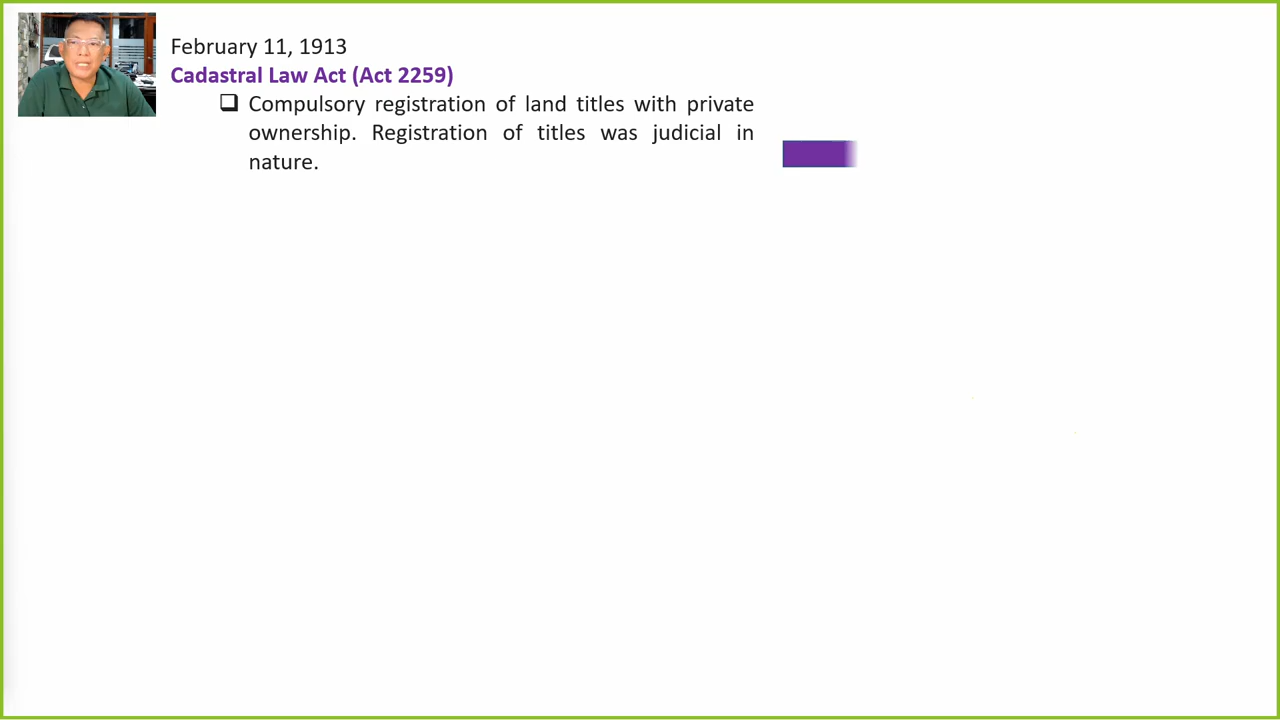 February 11, 1913
Cadastral Law Act (Act 2259)
Compulsory registration of land titles with private
ownership. Registration of titles was judicial in
nature.